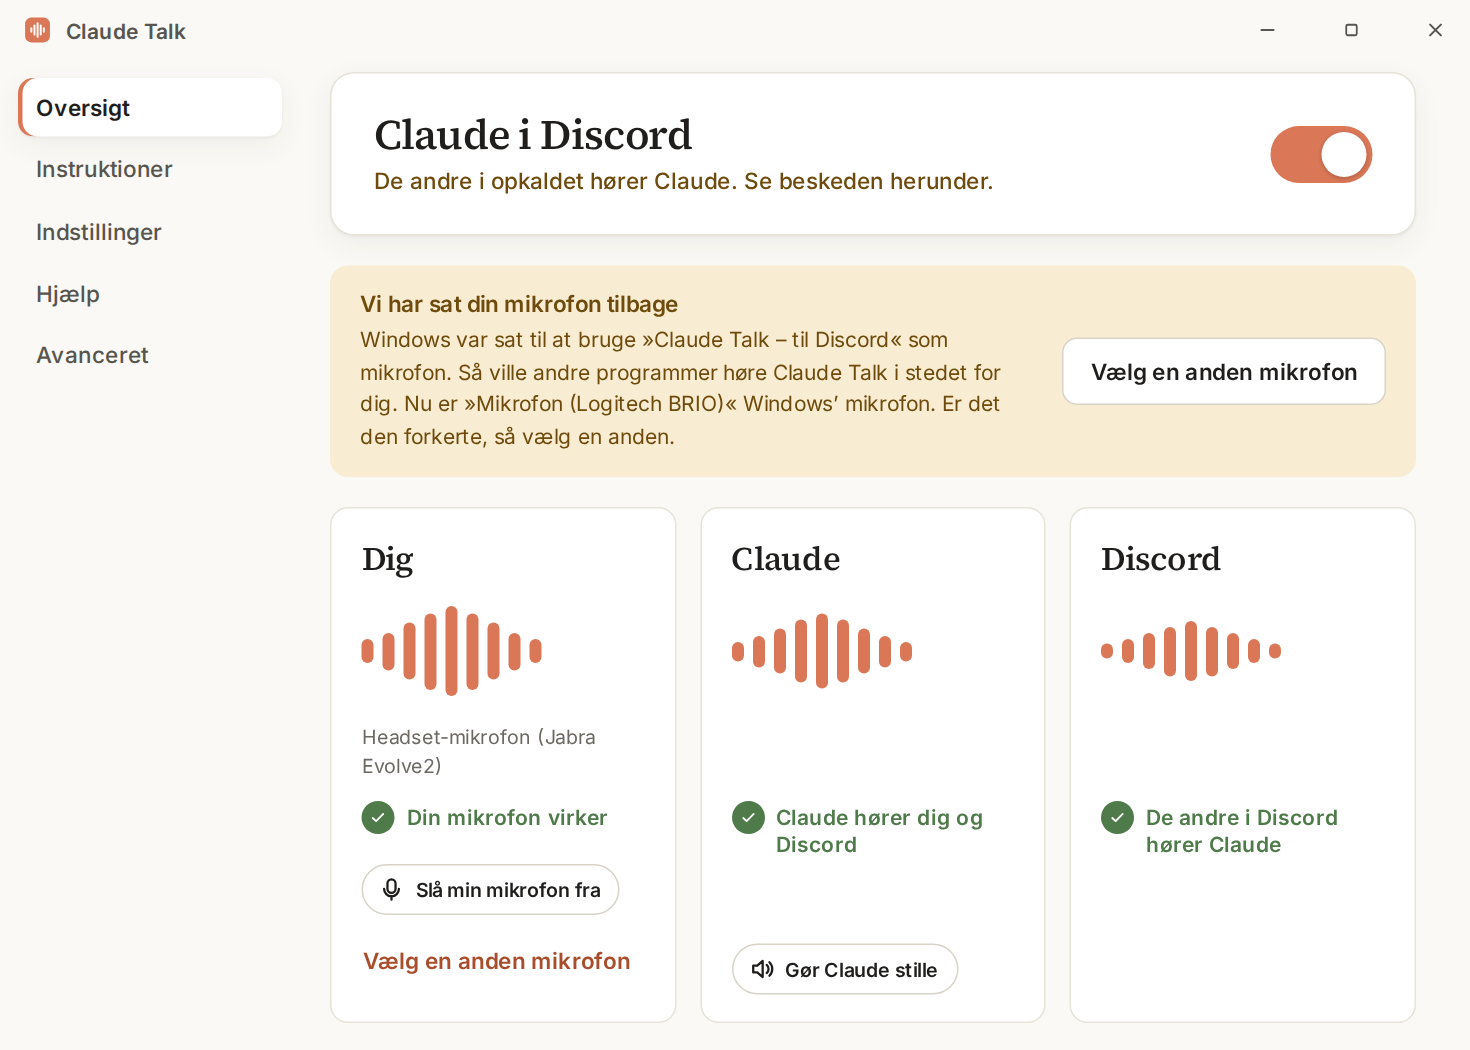 Claude Talk
Oversigt
Instruktioner
Indstillinger
Hjælp
Avanceret
Claude i Discord
De andre i opkaldet hører Claude. Se beskeden herunder.
Vi har sat din mikrofon tilbage
Windows var sat til at bruge »Claude Talk – til Discord« som
mikrofon. Så ville andre programmer høre Claude Talk i stedet for
dig. Nu er »Mikrofon (Logitech BRIO)« Windows’ mikrofon. Er det
den forkerte, så vælg en anden.
Vælg en anden mikrofon
Dig
Headset-mikrofon (Jabra
Evolve2)
Din mikrofon virker
Slå min mikrofon fra
Vælg en anden mikrofon
Claude
Claude hører dig og
Discord
Gør Claude stille
Discord
De andre i Discord
hører Claude